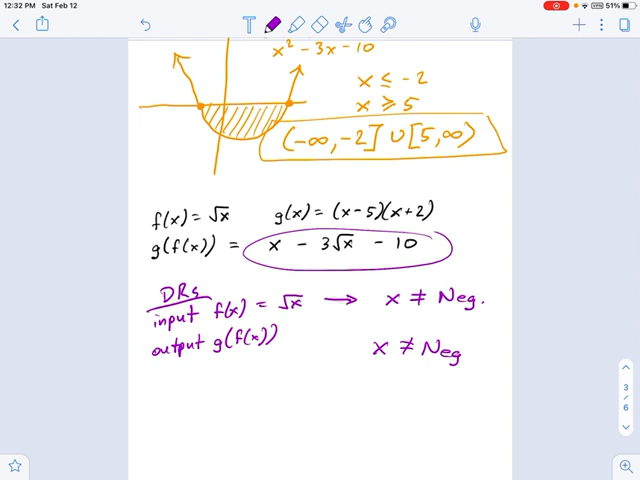 12:32 PM Sat Feb 12
VPN 51%
x² - 3x - 10
x ≤ -2
x ≥ 5
(-∞, -2] ∪ [5, ∞)
f(x) = √x g(x) = (x-5)(x+2)
g(f(x)) = x - 3√x - 10
DRs
input f(x) = √x → x ≠ Neg.
output g(f(x)) x ≠ Neg
3
/
6